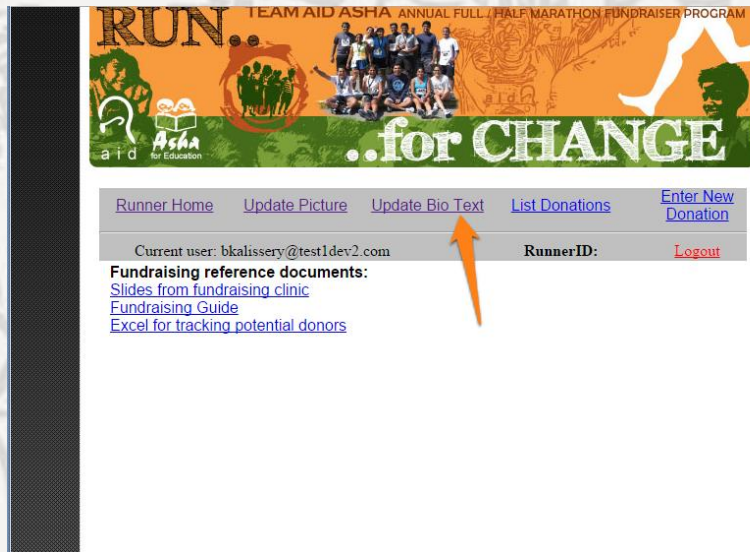 RUN..
TEAM AID ASHA ANNUAL FULL / HALF MARATHON FUNDRAISER PROGRAM
aid
Asha
for Education
..for CHANGE
Runner Home Update Picture Update Bio Text List Donations Enter New
Donation
Current user: bkalissery@test1dev2.com RunnerID: Logout
Fundraising reference documents:
Slides from fundraising clinic
Fundraising Guide
Excel for tracking potential donors